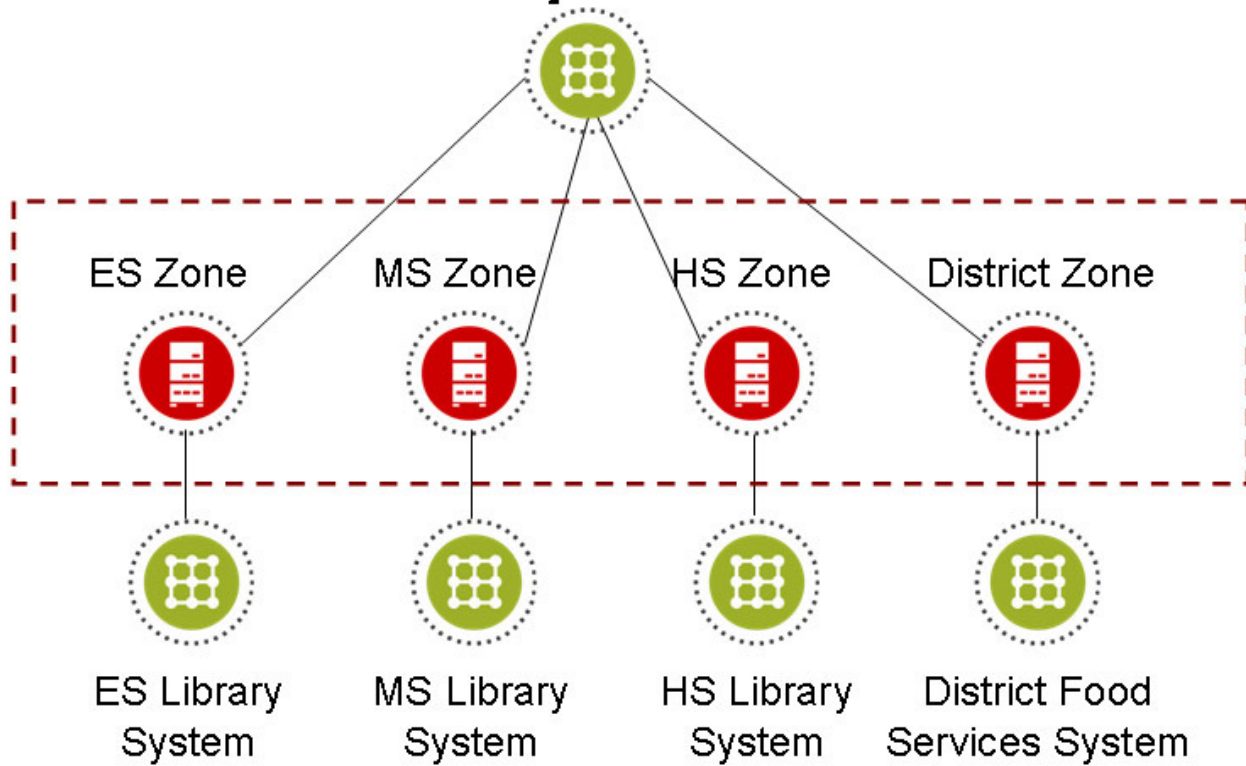 ES Zone
MS Zone
HS Zone
District Zone
ES Library
System
MS Library
System
HS Library
System
District Food
Services System